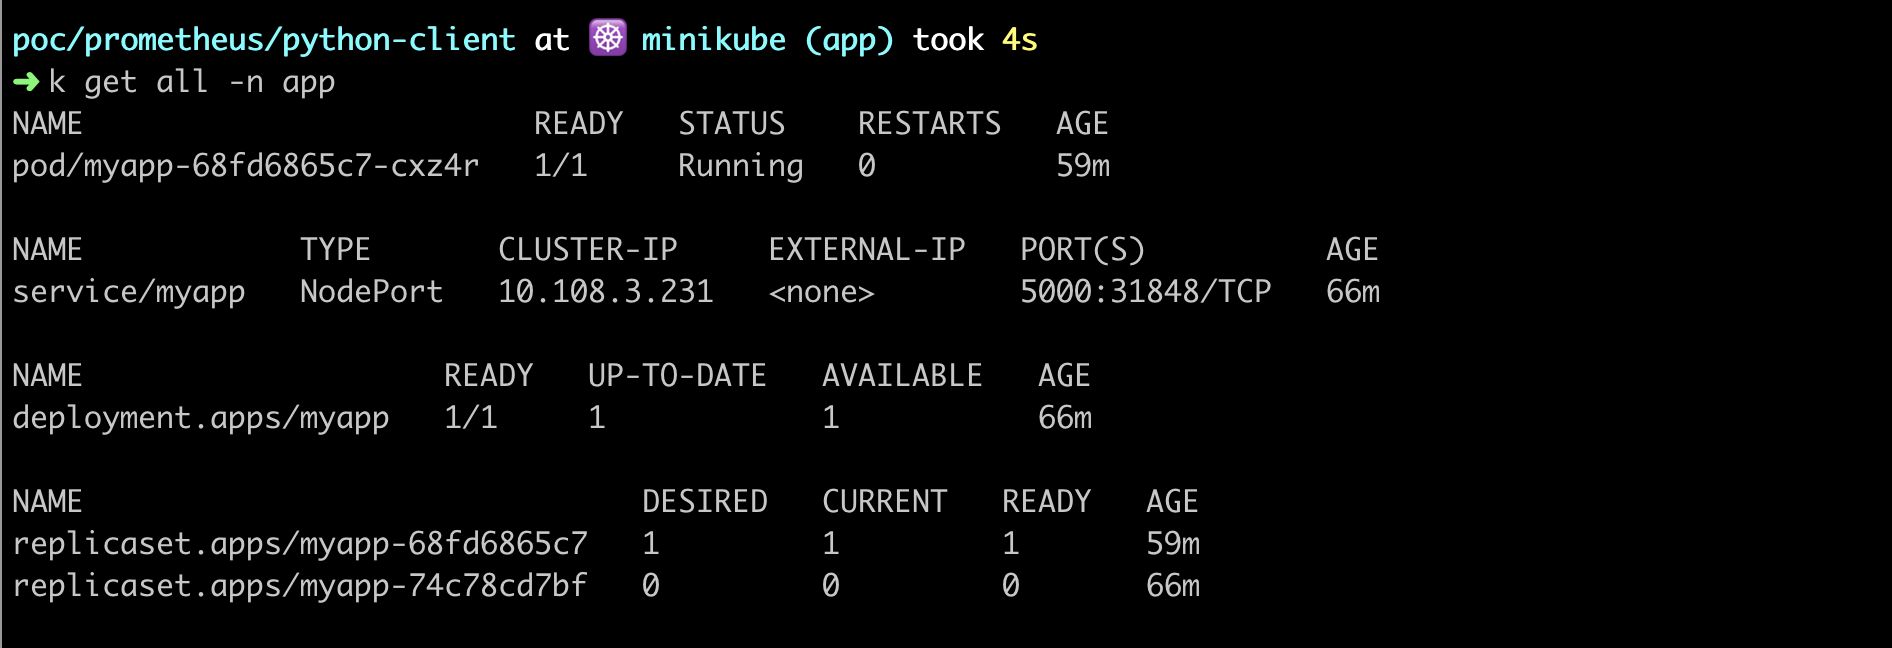 poc/prometheus/python-client at ☸ minikube (app) took 4s
➜ k get all -n app
NAME                         READY   STATUS    RESTARTS   AGE
pod/myapp-68fd6865c7-cxz4r   1/1     Running   0          59m

NAME            TYPE       CLUSTER-IP     EXTERNAL-IP   PORT(S)          AGE
service/myapp   NodePort   10.108.3.231   <none>        5000:31848/TCP   66m

NAME                    READY   UP-TO-DATE   AVAILABLE   AGE
deployment.apps/myapp   1/1     1            1           66m

NAME                               DESIRED   CURRENT   READY   AGE
replicaset.apps/myapp-68fd6865c7   1         1         1       59m
replicaset.apps/myapp-74c78cd7bf   0         0         0       66m